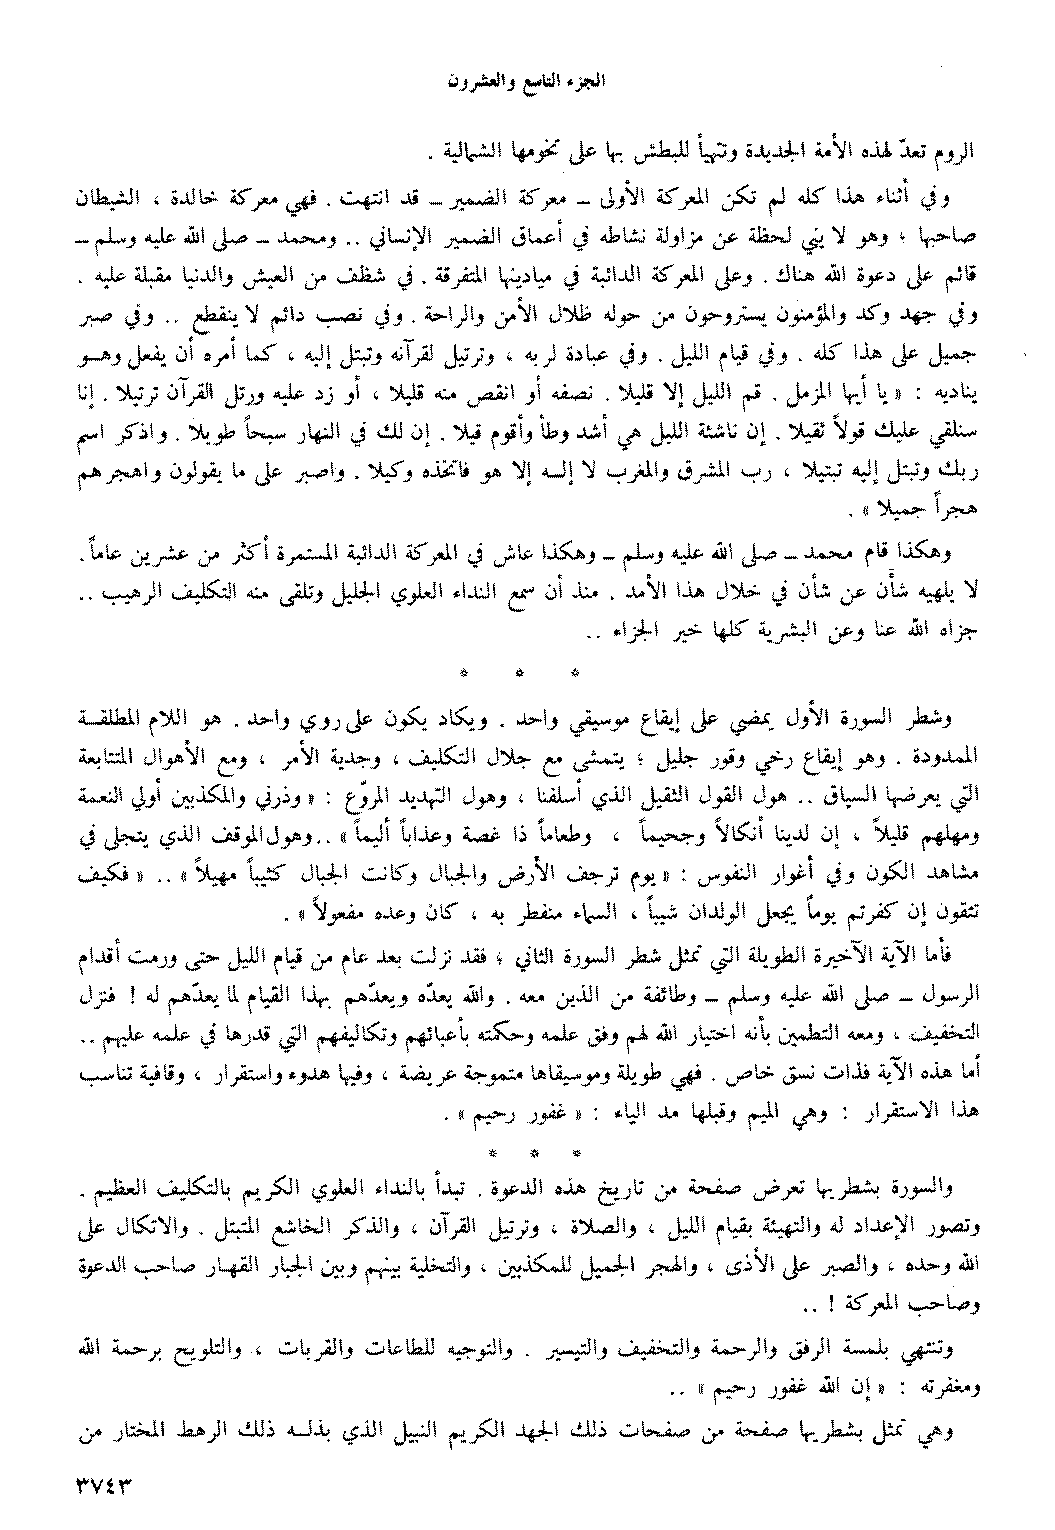 الجزء التاسع والعشرون
الروم تعدّ لهذه الأمة الجديدة وتتهيأ للبطش بها على تخومها الشمالية .
وفي أثناء هذا كله لم تكن المعركة الأولى – معركة الضمير – قد انتهت . فهي معركة خالدة ، الشيطان
صاحبها ؛ وهو لا يني لحظة عن مزاولة نشاطه في أعماق الضمير الإنساني .. ومحمد – صلى الله عليه وسلم –
قائم على دعوة الله هناك . وعلى المعركة الدائبة في ميادينها المتفرقة . في شظف من العيش والدنيا مقبلة عليه .
وفي جهد وكد والمؤمنون يستروحون من حوله ظلال الأمن والراحة . وفي نصب دائم لا ينقطع .. وفي صبر
جميل على هذا كله . وفي قيام الليل . وفي عبادة لربه ، وترتيل لقرآنه وتبتل إليه ، كما أمره أن يفعل وهــو
يناديه : « يا أيها المزمل . قم الليل إلا قليلا . نصفه أو انقص منه قليلا ، أو زد عليه ورتل القرآن ترتيلا . إنا
سنلقي عليك قولاً ثقيلا . إن ناشئة الليل هي أشد وطأ وأقوم قيلا . إن لك في النهار سبحاً طويلا . واذكر اسم
ربك وتبتل إليه تبتيلا ، رب المشرق والمغرب لا إلــه إلا هو فاتخذه وكيلا . واصبر على ما يقولون واهجرهم
هجراً جميلا » .
وهكذا قام محمد – صلى الله عليه وسلم – وهكذا عاش في المعركة الدائبة المستمرة أكثر من عشرين عاماً .
لا يلهيه شأن عن شأن في خلال هذا الأمد . منذ أن سمع النداء العلوي الجليل وتلقى منه التكليف الرهيب ..
جزاه الله عنا وعن البشرية كلها خير الجزاء ..
* * *
وشطر السورة الأول يمضي على إيقاع موسيقي واحد . ويكاد يكون على روي واحد . هو اللام المطلقــة
الممدودة . وهو إيقاع رخي وقور جليل ؛ يتمشى مع جلال التكليف ، وجدية الأمر ، ومع الأهوال المتتابعة
التي يعرضها السياق .. هول القول الثقيل الذي أسلفنا ، وهول التهديد المروّع : « وذرني والمكذبين أولي النعمة
ومهلهم قليلاً ، إن لدينا أنكالاً وجحيماً ، وطعاماً ذا غصة وعذاباً أليماً » .. وهول الموقف الذي يتجلى في
مشاهد الكون وفي أغوار النفوس : « يوم ترجف الأرض والجبال وكانت الجبال كثيباً مهيلاً » .. « فكيف
تتقون إن كفرتم يوماً يجعل الولدان شيباً ، السماء منفطر به ، كان وعده مفعولاً » .
فأما الآية الأخيرة الطويلة التي تمثل شطر السورة الثاني ؛ فقد نزلت بعد عام من قيام الليل حتى ورمت أقدام
الرسول – صلى الله عليه وسلم – وطائفة من الذين معه . والله يعدّه ويعدّهم بهذا القيام لما يعدّهم له ! فنزل
التخفيف ، ومعه التطمين بأنه اختيار الله لهم وفق علمه وحكمته بأعبائهم وتكاليفهم التي قدرها في علمه عليهم ..
أما هذه الآية فذات نسق خاص . فهي طويلة وموسيقاها متموجة عريضة ، وفيها هدوء واستقرار ، وقافية تناسب
هذا الاستقرار : وهي الميم وقبلها مد الياء : « غفور رحيم » .
* * *
والسورة بشطريها تعرض صفحة من تاريخ هذه الدعوة . تبدأ بالنداء العلوي الكريم بالتكليف العظيم .
وتصور الإعداد له والتهيئة بقيام الليل ، والصلاة ، وترتيل القرآن ، والذكر الخاشع المتبتل . والاتكال على
الله وحده ، والصبر على الأذى ، والهجر الجميل للمكذبين ، والتخلية بينهم وبين الجبار القهار صاحب الدعوة
وصاحب المعركة ! ..
وتنتهي بلمسة الرفق والرحمة والتخفيف والتيسير . والتوجيه للطاعات والقربات ، والتلويح برحمة الله
ومغفرته : « إن الله غفور رحيم » ..
وهي تمثل بشطريها صفحة من صفحات ذلك الجهد الكريم النبيل الذي بذلــه ذلك الرهط المختار من
٣٧٤٣